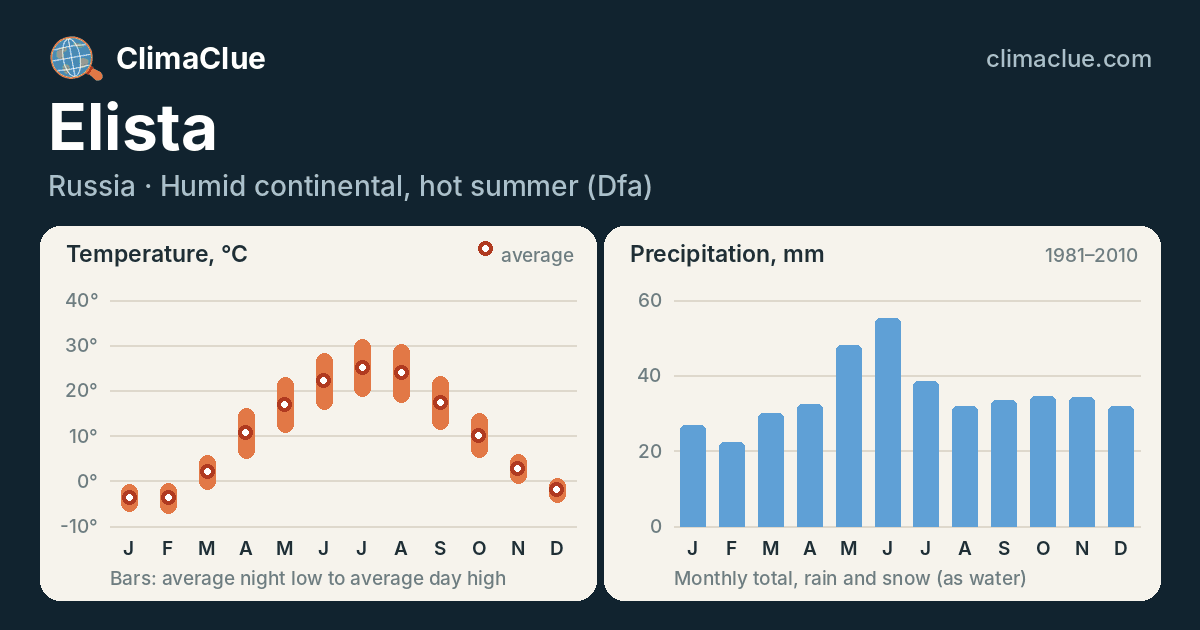 ClimaClue
climaclue.com
Elista
Russia · Humid continental, hot summer (Dfa)
Temperature, °C
average
40°
30°
20°
10°
0°
-10°
J F M A M J J A S O N D
Bars: average night low to average day high
Precipitation, mm
1981–2010
60
40
20
0
J F M A M J J A S O N D
Monthly total, rain and snow (as water)